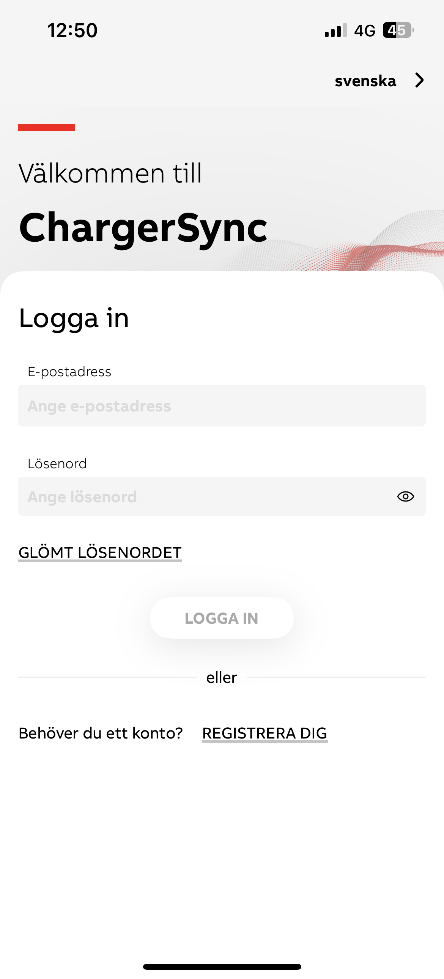 12:50 4G 45
svenska
Välkommen till
ChargerSync
Logga in
E-postadress
Ange e-postadress
Lösenord
Ange lösenord
GLÖMT LÖSENORDET
LOGGA IN
eller
Behöver du ett konto? REGISTRERA DIG